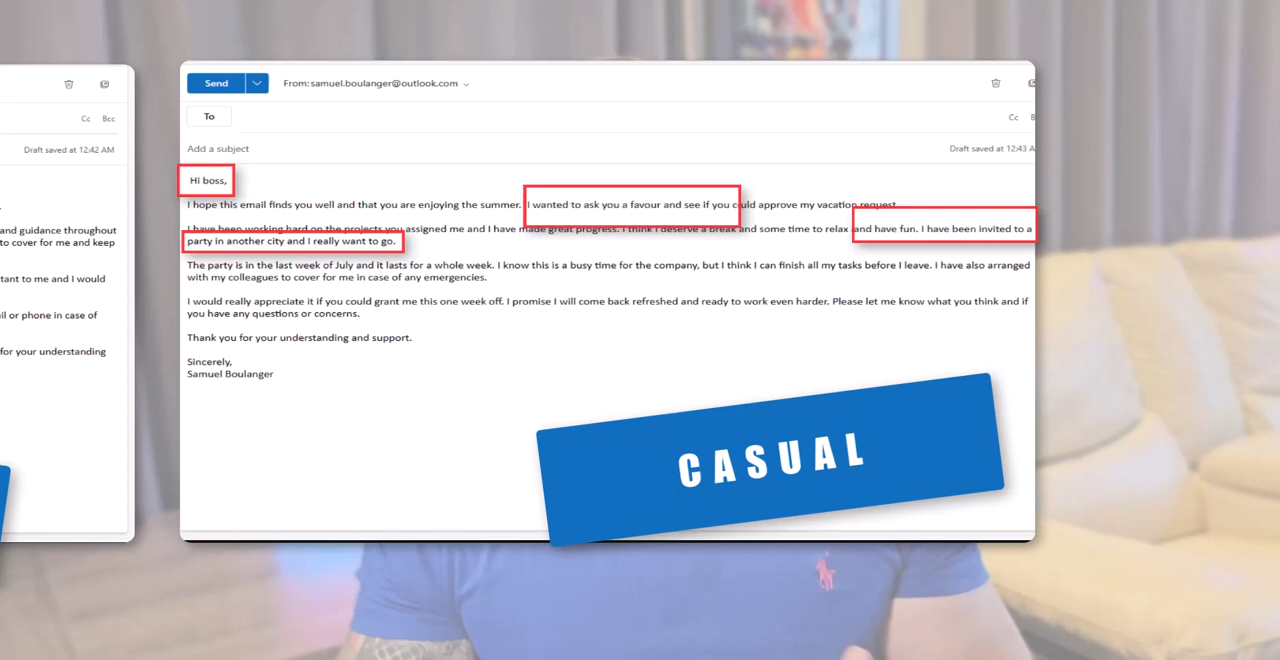 Cc Bcc
Draft saved at 12:42 AM
and guidance throughout
to cover for me and keep
tant to me and I would
il or phone in case of
for your understanding
Send From: samuel.boulanger@outlook.com
To Cc B
Add a subject Draft saved at 12:43 A
Hi boss,
I hope this email finds you well and that you are enjoying the summer. I wanted to ask you a favour and see if you could approve my vacation request.
I have been working hard on the projects you assigned me and I have made great progress. I think I deserve a break and some time to relax and have fun. I have been invited to a
party in another city and I really want to go.
The party is in the last week of July and it lasts for a whole week. I know this is a busy time for the company, but I think I can finish all my tasks before I leave. I have also arranged
with my colleagues to cover for me in case of any emergencies.
I would really appreciate it if you could grant me this one week off. I promise I will come back refreshed and ready to work even harder. Please let me know what you think and if
you have any questions or concerns.
Thank you for your understanding and support.
Sincerely,
Samuel Boulanger
CASUAL